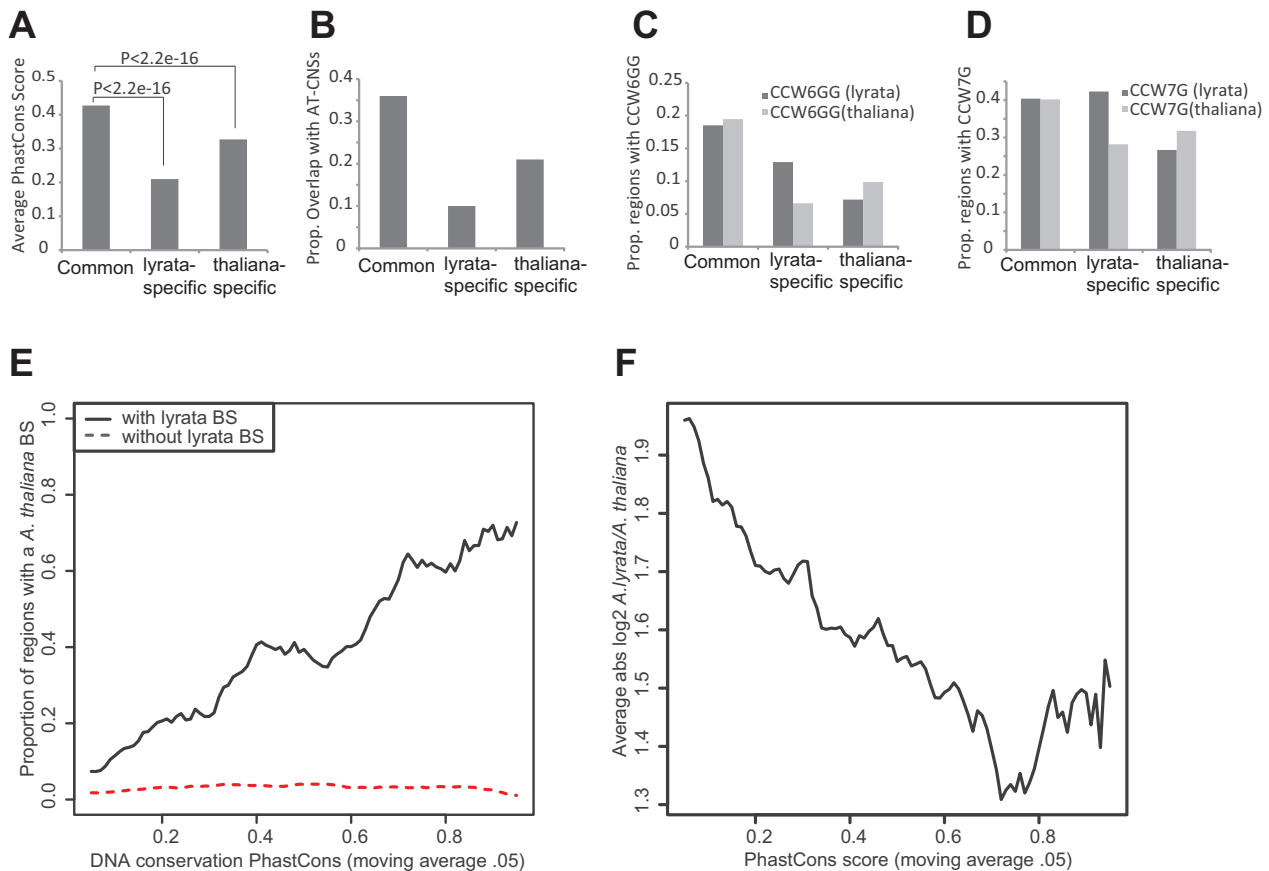 A
Average PhastCons Score
0.5
0.4
0.3
0.2
0.1
0
P<2.2e-16
P<2.2e-16
Common
lyrata-
specific
thaliana-
specific
B
Prop. Overlap with AT-CNSs
0.4
0.3
0.2
0.1
0
Common
lyrata-
specific
thaliana-
specific
C
Prop. regions with CCW6GG
0.25
0.2
0.15
0.1
0.05
0
CCW6GG (lyrata)
CCW6GG(thaliana)
Common
lyrata-
specific
thaliana-
specific
D
Prop. regions with CCW7G
0.4
0.3
0.2
0.1
0
CCW7G (lyrata)
CCW7G(thaliana)
Common
lyrata-
specific
thaliana-
specific
E
Proportion of regions with a A. thaliana BS
1.0
0.8
0.6
0.4
0.2
0.0
with lyrata BS
without lyrata BS
0.2 0.4 0.6 0.8
DNA conservation PhastCons (moving average .05)
F
Average abs log2 A.lyrata/A. thaliana
1.9
1.8
1.7
1.6
1.5
1.4
1.3
0.2 0.4 0.6 0.8
PhastCons score (moving average .05)